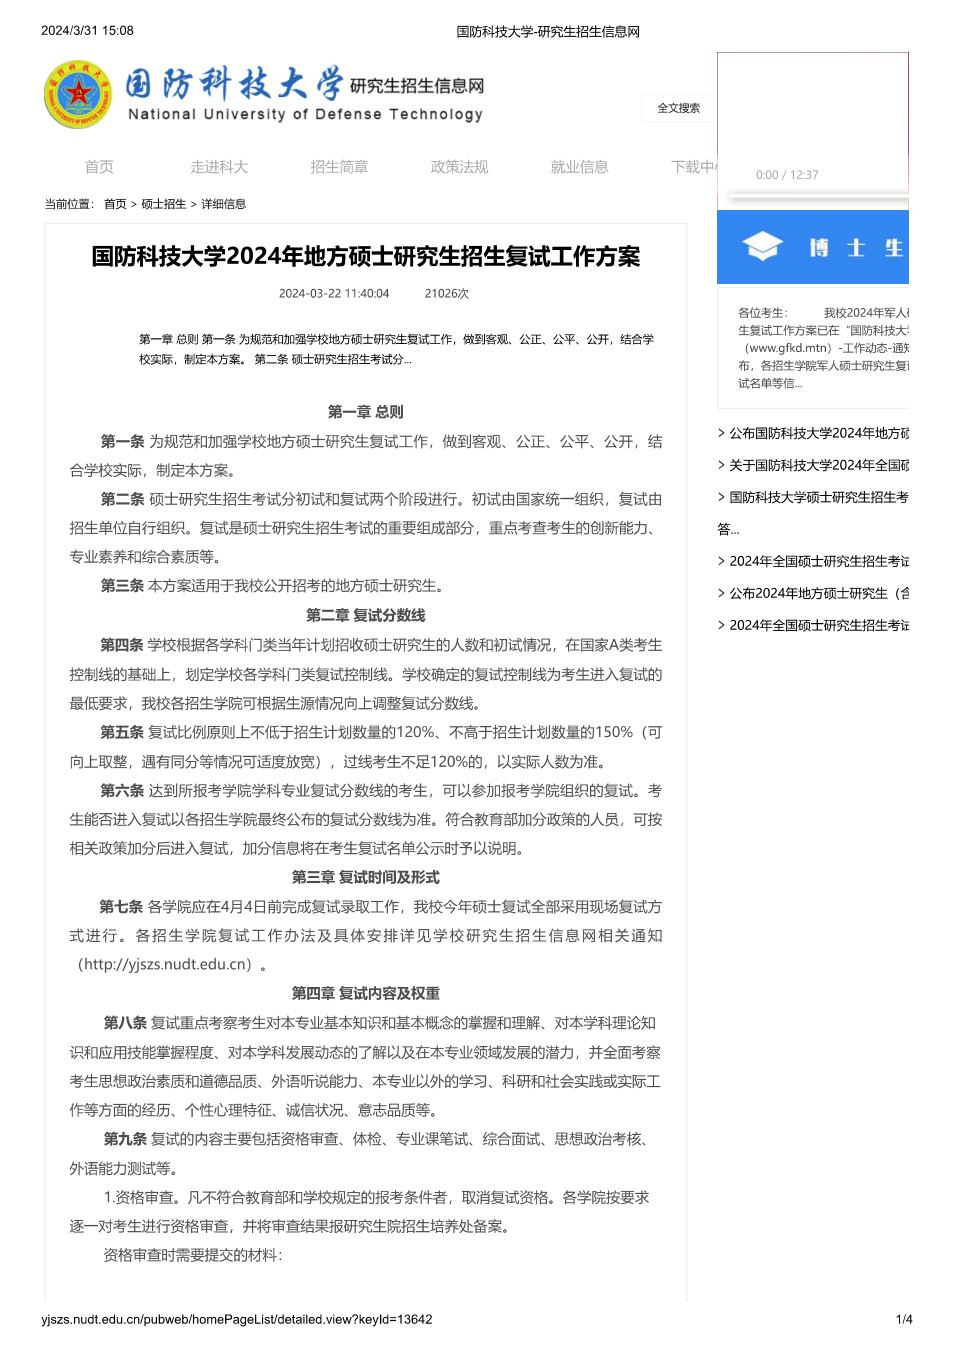 2024/3/31 15:08
国防科技大学-研究生招生信息网
国防科技大学 研究生招生信息网
National University of Defense Technology
全文搜索
0:00 / 12:37
首页 走进科大 招生简章 政策法规 就业信息 下载中
当前位置： 首页 > 硕士招生 > 详细信息
博 士 生
国防科技大学2024年地方硕士研究生招生复试工作方案
2024-03-22 11:40:04 21026次
第一章 总则 第一条 为规范和加强学校地方硕士研究生复试工作，做到客观、公正、公平、公开，结合学
校实际，制定本方案。 第二条 硕士研究生招生考试分...
第一章 总则
第一条 为规范和加强学校地方硕士研究生复试工作，做到客观、公正、公平、公开，结
合学校实际，制定本方案。
第二条 硕士研究生招生考试分初试和复试两个阶段进行。初试由国家统一组织，复试由
招生单位自行组织。复试是硕士研究生招生考试的重要组成部分，重点考查考生的创新能力、
专业素养和综合素质等。
第三条 本方案适用于我校公开招考的地方硕士研究生。
第二章 复试分数线
第四条 学校根据各学科门类当年计划招收硕士研究生的人数和初试情况，在国家A类考生
控制线的基础上，划定学校各学科门类复试控制线。学校确定的复试控制线为考生进入复试的
最低要求，我校各招生学院可根据生源情况向上调整复试分数线。
第五条 复试比例原则上不低于招生计划数量的120%、不高于招生计划数量的150%（可
向上取整，遇有同分等情况可适度放宽），过线考生不足120%的，以实际人数为准。
第六条 达到所报考学院学科专业复试分数线的考生，可以参加报考学院组织的复试。考
生能否进入复试以各招生学院最终公布的复试分数线为准。符合教育部加分政策的人员，可按
相关政策加分后进入复试，加分信息将在考生复试名单公示时予以说明。
第三章 复试时间及形式
第七条 各学院应在4月4日前完成复试录取工作，我校今年硕士复试全部采用现场复试方
式进行。各招生学院复试工作办法及具体安排详见学校研究生招生信息网相关通知
（http://yjszs.nudt.edu.cn）。
第四章 复试内容及权重
第八条 复试重点考察考生对本专业基本知识和基本概念的掌握和理解、对本学科理论知
识和应用技能掌握程度、对本学科发展动态的了解以及在本专业领域发展的潜力，并全面考察
考生思想政治素质和道德品质、外语听说能力、本专业以外的学习、科研和社会实践或实际工
作等方面的经历、个性心理特征、诚信状况、意志品质等。
第九条 复试的内容主要包括资格审查、体检、专业课笔试、综合面试、思想政治考核、
外语能力测试等。
1.资格审查。凡不符合教育部和学校规定的报考条件者，取消复试资格。各学院按要求
逐一对考生进行资格审查，并将审查结果报研究生院招生培养处备案。
资格审查时需要提交的材料：
各位考生： 我校2024年军人
生复试工作方案已在“国防科技大
（www.gfkd.mtn）-工作动态-通
布，各招生学院军人硕士研究生复
试名单等信...
> 公布国防科技大学2024年地方硕
> 关于国防科技大学2024年全国硕
> 国防科技大学硕士研究生招生考
答...
> 2024年全国硕士研究生招生考试
> 公布2024年地方硕士研究生（含
> 2024年全国硕士研究生招生考试
yjszs.nudt.edu.cn/pubweb/homePageList/detailed.view?keyId=13642
1/4